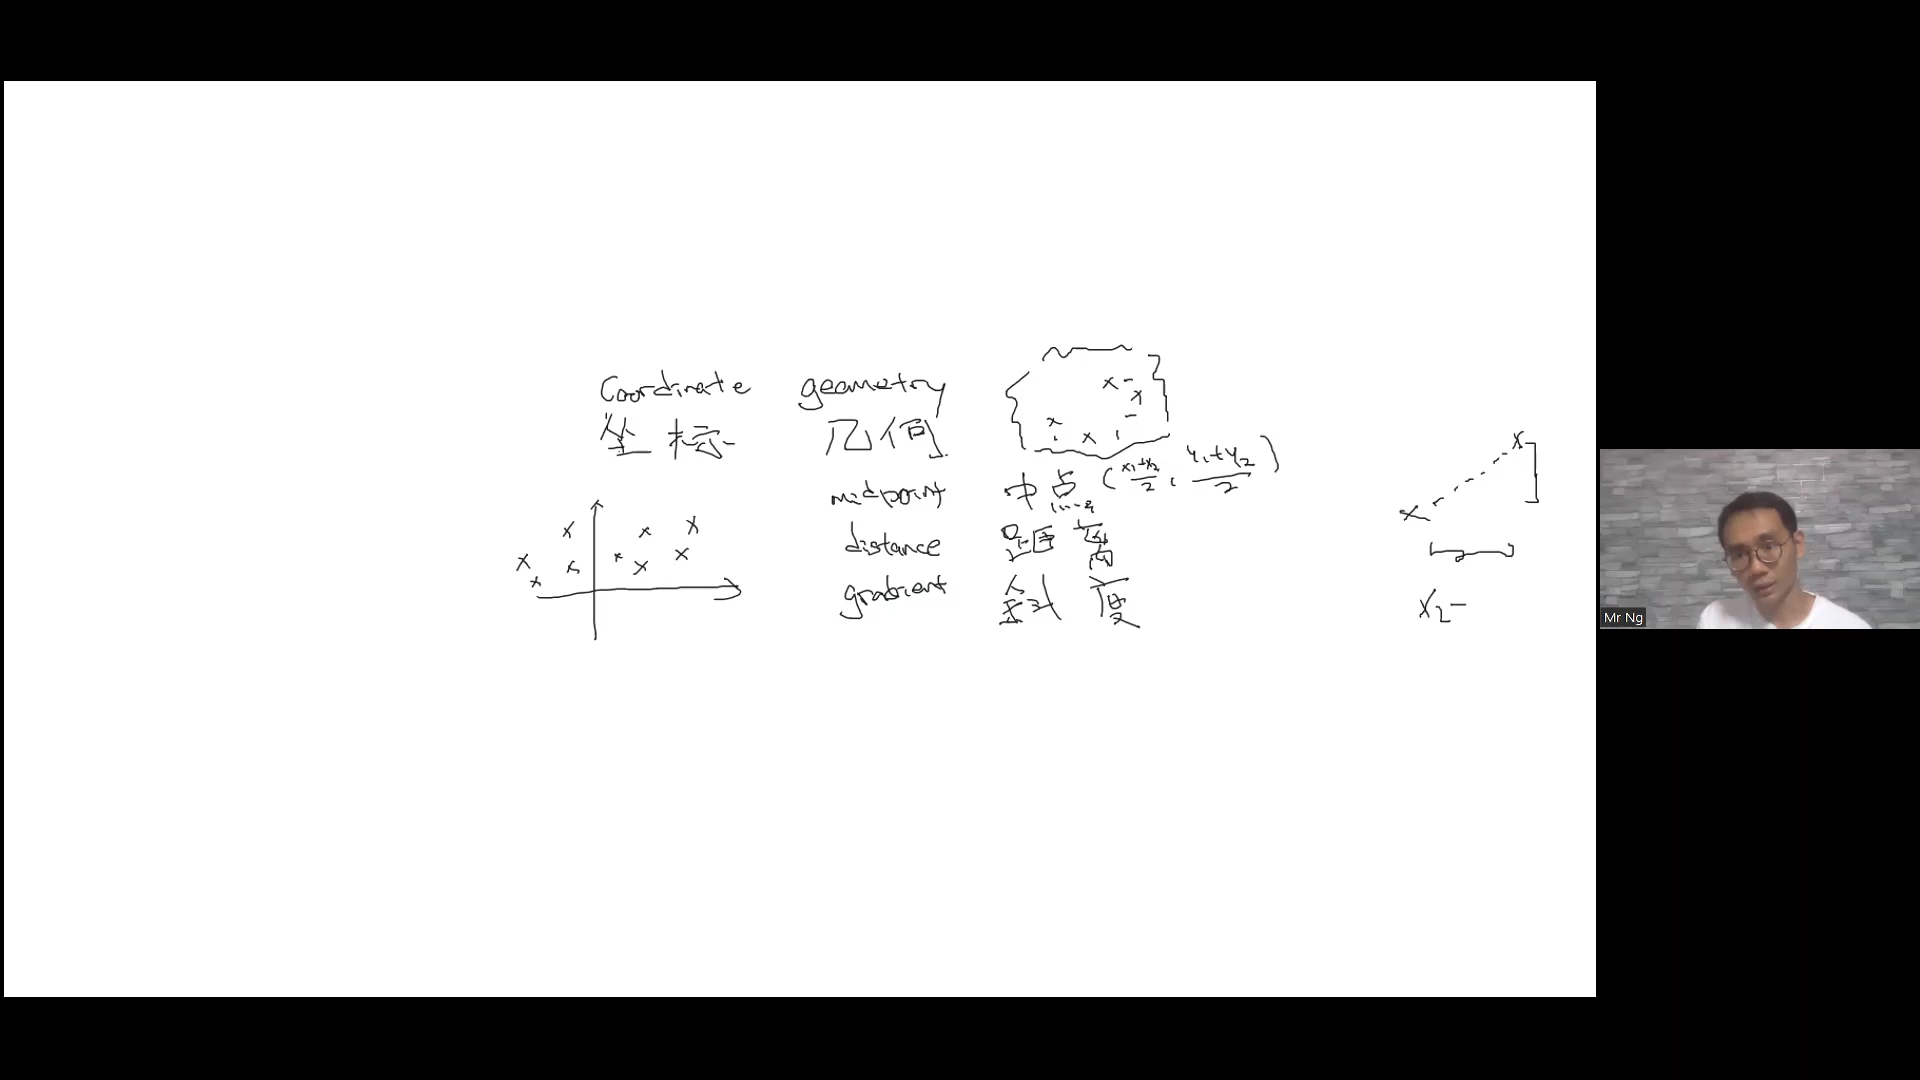 Coordinate geometry
坐标 几何
midpoint 中点 (x₁+x₂/2, y₁+y₂/2)
distance 距离
gradient 斜度
x₂-
Mr Ng